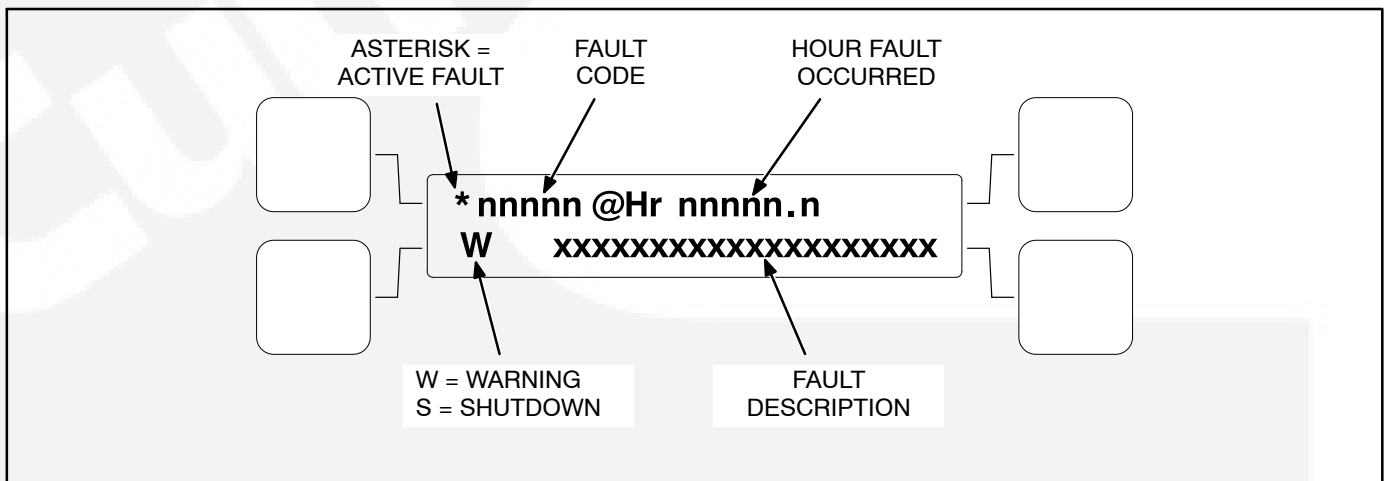 ASTERISK =
ACTIVE FAULT
FAULT
CODE
HOUR FAULT
OCCURRED
* nnnnn @Hr nnnnn.n
W xxxxxxxxxxxxxxxxxxxx
W = WARNING
S = SHUTDOWN
FAULT
DESCRIPTION